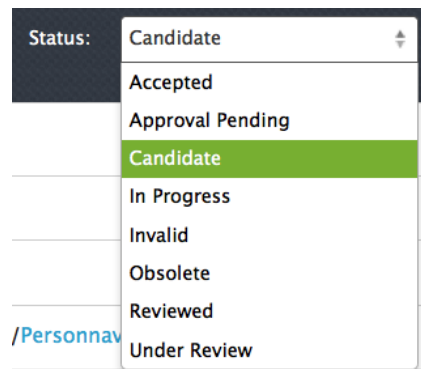 Status: Candidate
Accepted
Approval Pending
Candidate
In Progress
Invalid
Obsolete
Reviewed
/Personnav
Under Review